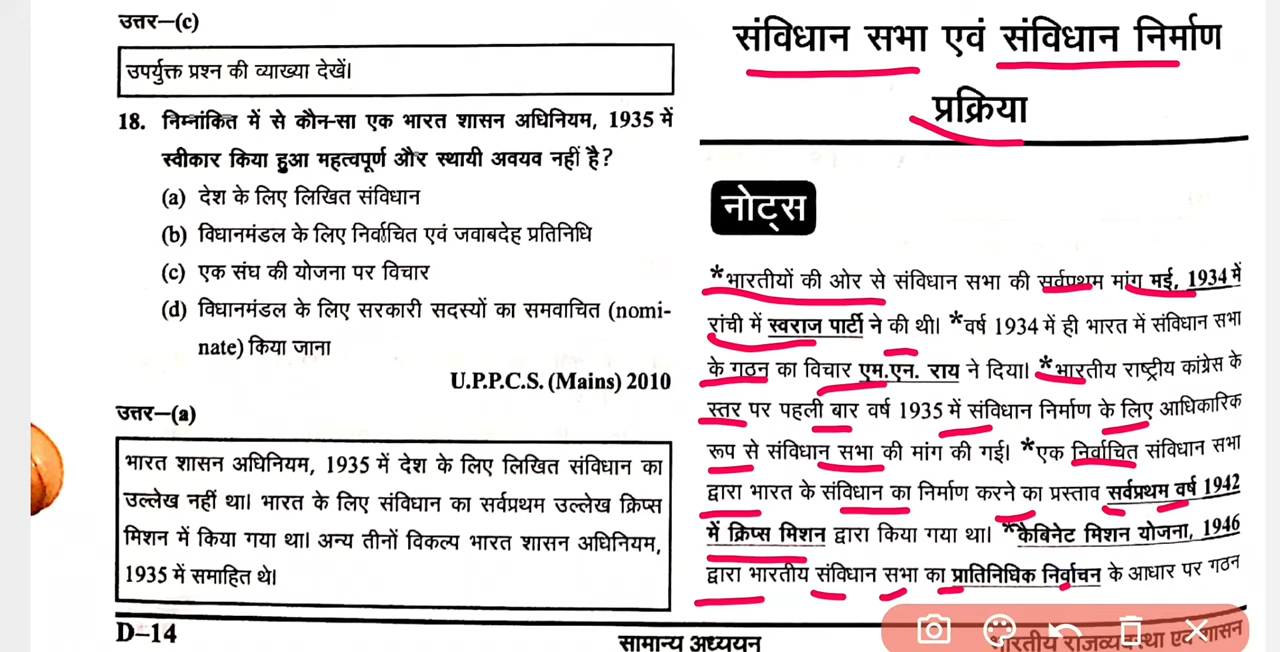 उत्तर–(c)
उपर्युक्त प्रश्न की व्याख्या देखें।
18. निम्नांकित में से कौन-सा एक भारत शासन अधिनियम, 1935 में
स्वीकार किया हुआ महत्वपूर्ण और स्थायी अवयव नहीं है?
(a) देश के लिए लिखित संविधान
(b) विधानमंडल के लिए निर्वाचित एवं जवाबदेह प्रतिनिधि
(c) एक संघ की योजना पर विचार
(d) विधानमंडल के लिए सरकारी सदस्यों का समवाचित (nomi-
nate) किया जाना
U.P.P.C.S. (Mains) 2010
उत्तर–(a)
भारत शासन अधिनियम, 1935 में देश के लिए लिखित संविधान का
उल्लेख नहीं था। भारत के लिए संविधान का सर्वप्रथम उल्लेख क्रिप्स
मिशन में किया गया था। अन्य तीनों विकल्प भारत शासन अधिनियम,
1935 में समाहित थे।
D–14
सामान्य अध्ययन
संविधान सभा एवं संविधान निर्माण
प्रक्रिया
नोट्स
*भारतीयों की ओर से संविधान सभा की सर्वप्रथम मांग मई, 1934 में
रांची में स्वराज पार्टी ने की थी। *वर्ष 1934 में ही भारत में संविधान सभा
के गठन का विचार एम.एन. राय ने दिया। *भारतीय राष्ट्रीय कांग्रेस के
स्तर पर पहली बार वर्ष 1935 में संविधान निर्माण के लिए आधिकारिक
रूप से संविधान सभा की मांग की गई। *एक निर्वाचित संविधान सभा
द्वारा भारत के संविधान का निर्माण करने का प्रस्ताव सर्वप्रथम वर्ष 1942
में क्रिप्स मिशन द्वारा किया गया था। *कैबिनेट मिशन योजना, 1946
द्वारा भारतीय संविधान सभा का प्रातिनिधिक निर्वाचन के आधार पर गठन
भारतीय राजव्यवस्था एवं शासन